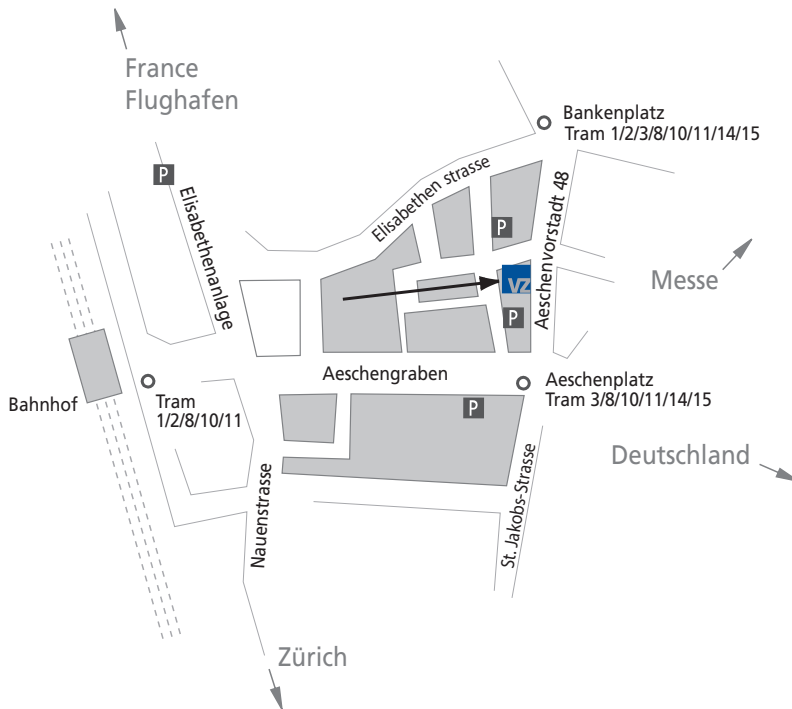 France
Flughafen
Bankenplatz
Tram 1/2/3/8/10/11/14/15
P
Elisabethenanlage
Elisabethen strasse
P
Aeschenvorstadt 48
Messe
VZ
P
Aeschengraben
Bahnhof
Tram
1/2/8/10/11
P
Aeschenplatz
Tram 3/8/10/11/14/15
Deutschland
Nauenstrasse
St. Jakobs-Strasse
Zürich